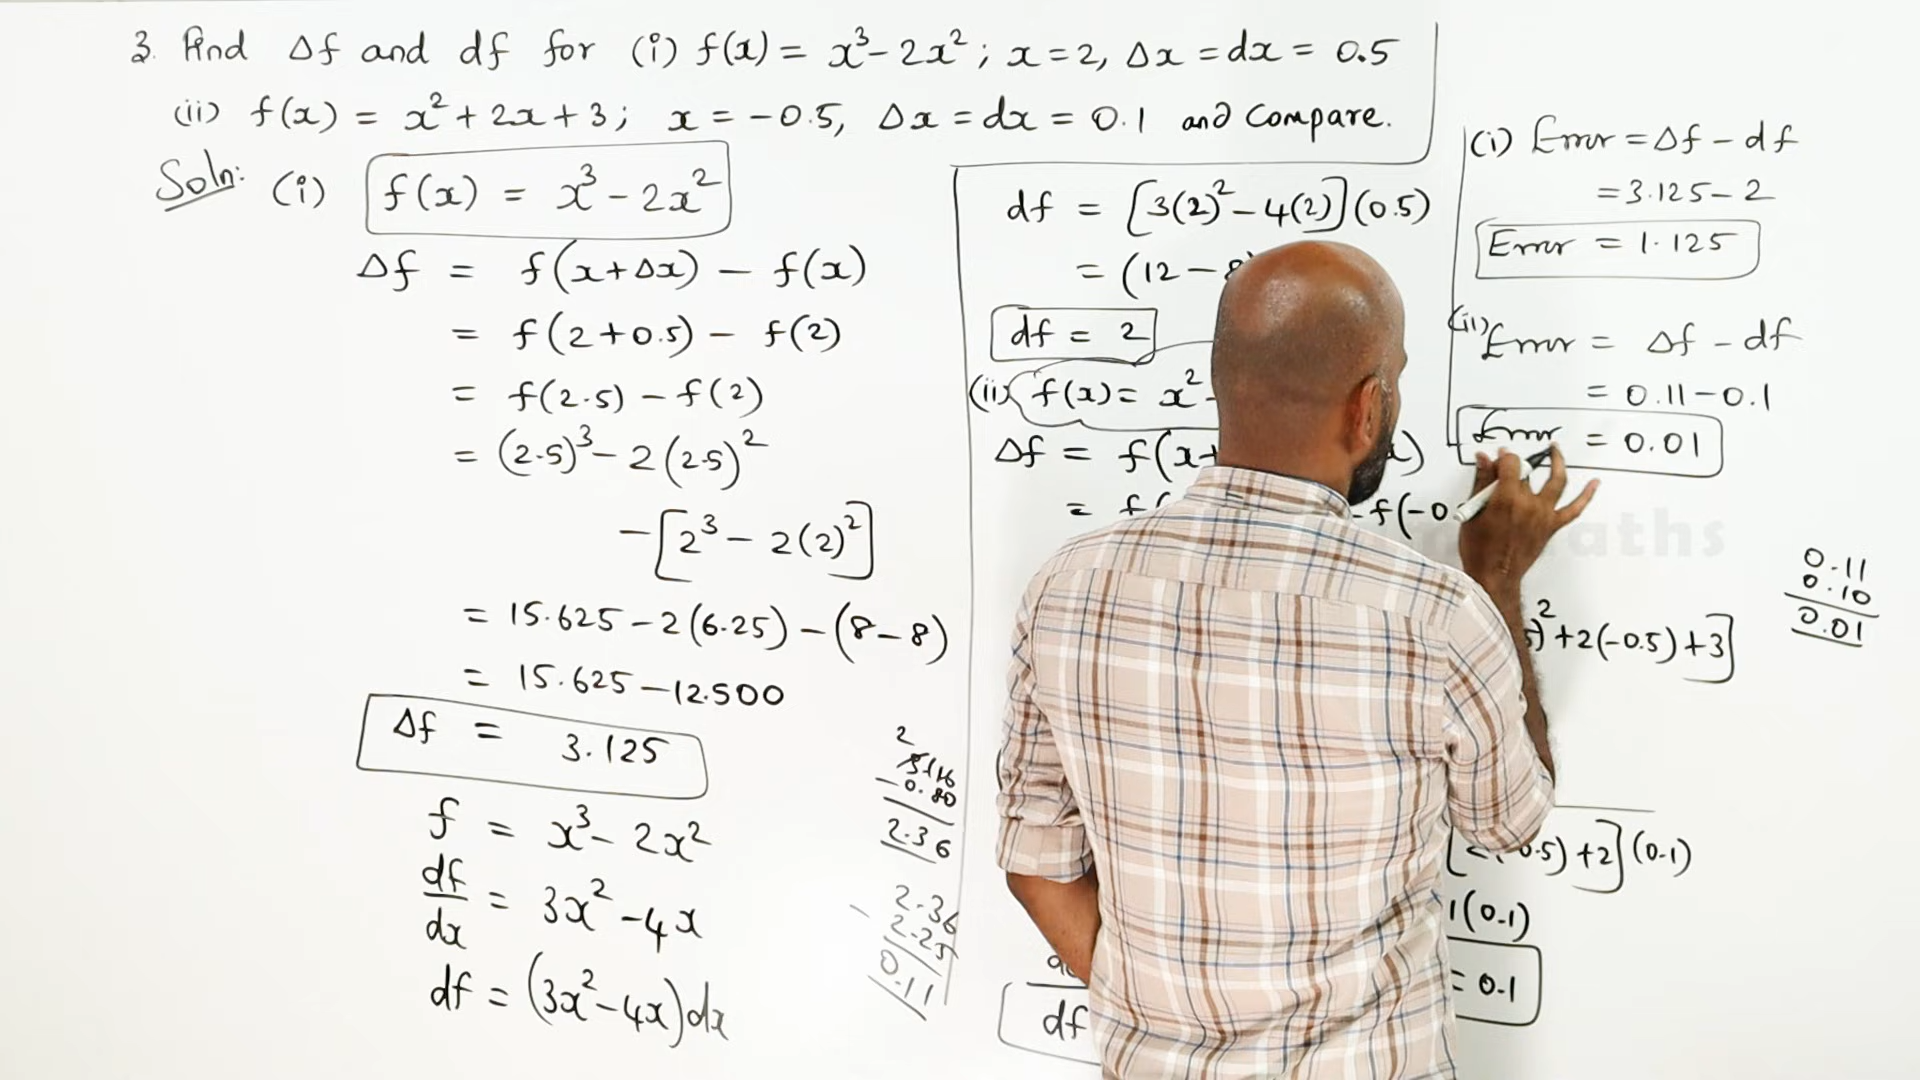 3. Find Δf and df for (i) f(x) = x³ - 2x² ; x = 2, Δx = dx = 0.5
(ii) f(x) = x² + 2x + 3 ; x = -0.5, Δx = dx = 0.1 and Compare.
Soln: (i) f(x) = x³ - 2x²
Δf = f(x+Δx) - f(x)
= f(2+0.5) - f(2)
= f(2.5) - f(2)
= (2.5)³ - 2(2.5)²
- [2³ - 2(2)²]
= 15.625 - 2(6.25) - (8-8)
= 15.625 - 12.500
Δf = 3.125
f = x³ - 2x²
df/dx = 3x² - 4x
df = (3x² - 4x)dx
2
- 0.80
2.36
- 2.36
2.25
0.11
df = [3(2)² - 4(2)](0.5)
= (12 - 8
df = 2
(ii) f(x) = x²
Δf = f(x+ x)
= f( - f(-0.
)² + 2(-0.5) + 3]
0.5) + 2](0.1)
1(0.1)
df = 0.1
(i) Error = Δf - df
= 3.125 - 2
Error = 1.125
(ii) Error = Δf - df
= 0.11 - 0.1
Error = 0.01
maths
0.11
0.10
0.01